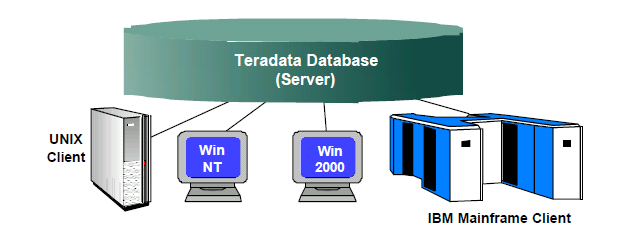 Teradata Database
(Server)
UNIX
Client
Win
NT
Win
2000
IBM Mainframe Client